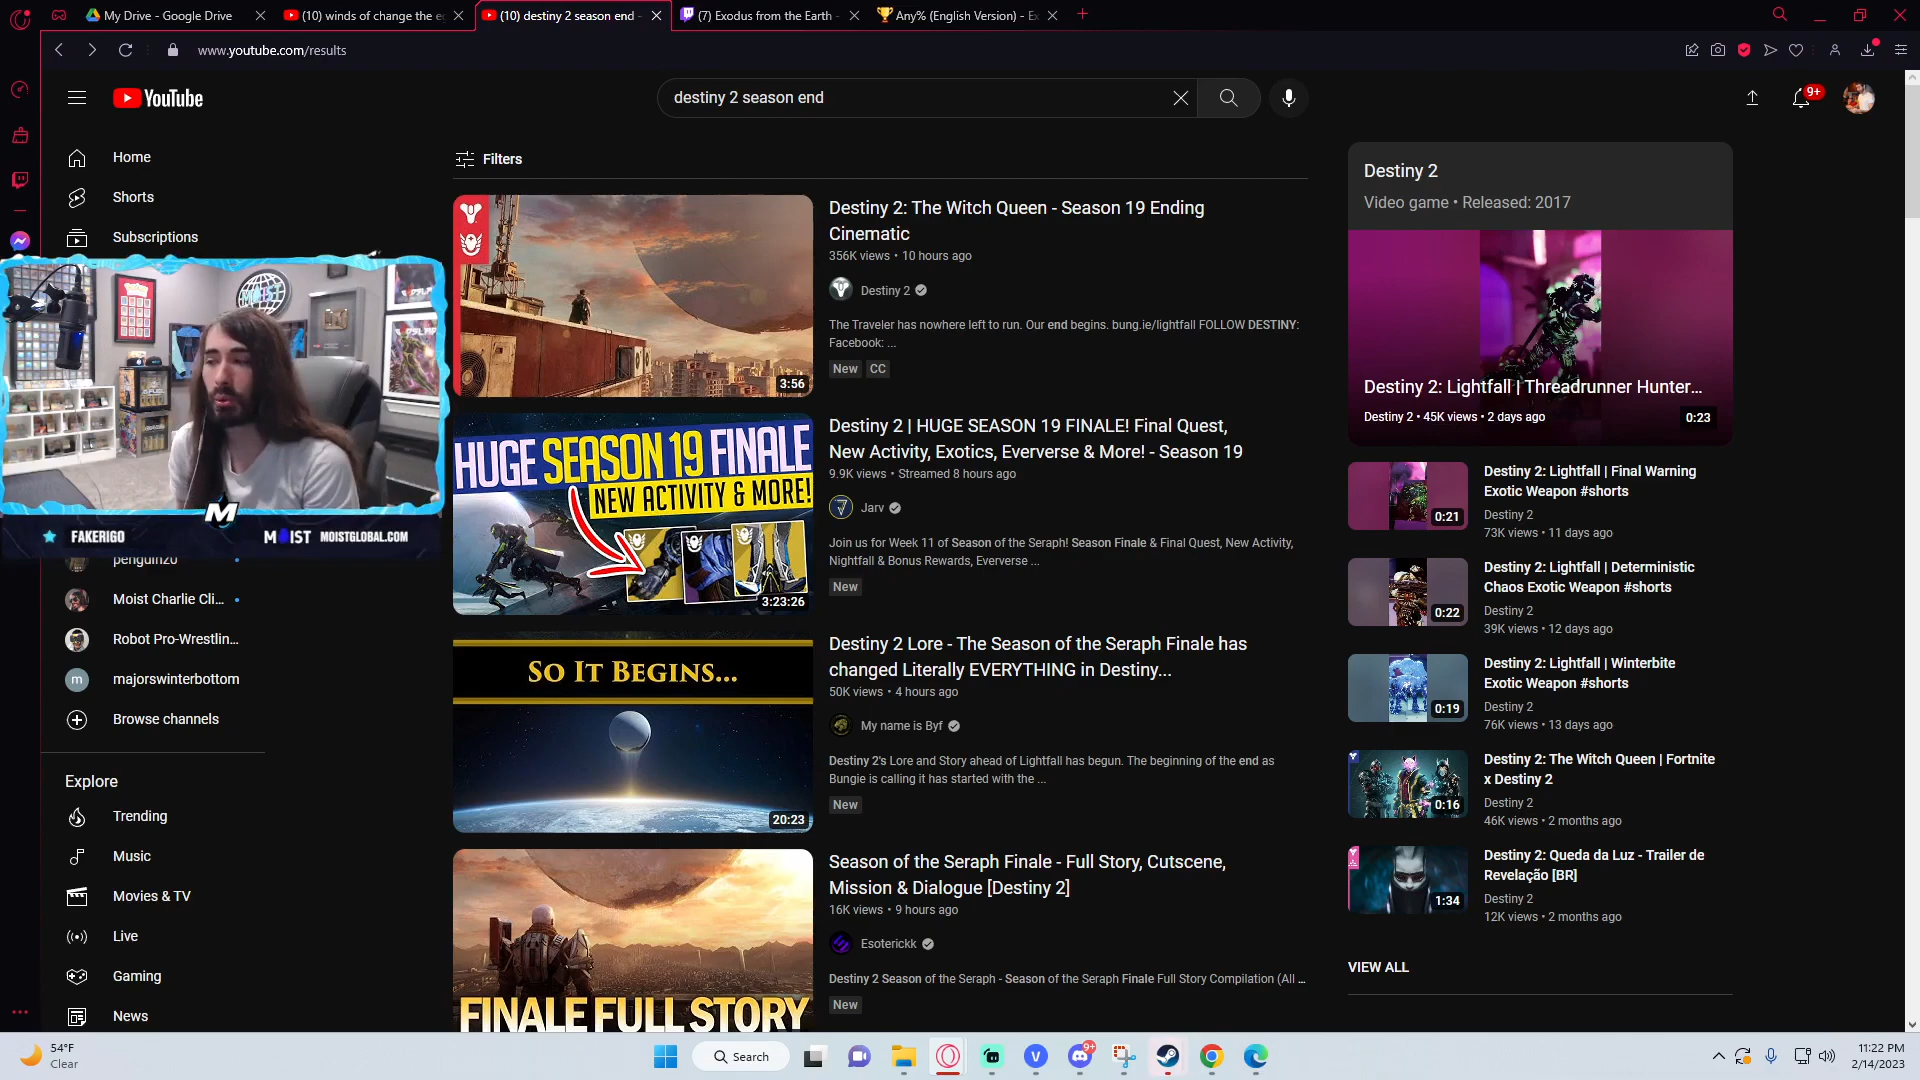 My Drive - Google Drive
(10) winds of change the e
(10) destiny 2 season end -
(7) Exodus from the Earth -
Any% (English Version) - Ex
www.youtube.com/results
YouTube
destiny 2 season end
9+
Home
Shorts
Subscriptions
FAKERIGO
MOIST
MOISTGLOBAL.COM
penguinz0
Moist Charlie Cli...
Robot Pro-Wrestlin...
m
majorswinterbottom
Browse channels
Explore
Trending
Music
Movies & TV
Live
Gaming
News
Filters
3:56
Destiny 2: The Witch Queen - Season 19 Ending
Cinematic
356K views • 10 hours ago
Destiny 2
The Traveler has nowhere left to run. Our end begins. bung.ie/lightfall FOLLOW DESTINY:
Facebook: ...
New
CC
HUGE SEASON 19 FINALE
NEW ACTIVITY & MORE!
3:23:26
Destiny 2 | HUGE SEASON 19 FINALE! Final Quest,
New Activity, Exotics, Eververse & More! - Season 19
9.9K views • Streamed 8 hours ago
Jarv
Join us for Week 11 of Season of the Seraph! Season Finale & Final Quest, New Activity,
Nightfall & Bonus Rewards, Eververse ...
New
SO IT BEGINS...
20:23
Destiny 2 Lore - The Season of the Seraph Finale has
changed Literally EVERYTHING in Destiny...
50K views • 4 hours ago
My name is Byf
Destiny 2's Lore and Story ahead of Lightfall has begun. The beginning of the end as
Bungie is calling it has started with the ...
New
FINALE FULL STORY
Season of the Seraph Finale - Full Story, Cutscene,
Mission & Dialogue [Destiny 2]
16K views • 9 hours ago
Esoterickk
Destiny 2 Season of the Seraph - Season of the Seraph Finale Full Story Compilation (All ...
New
Destiny 2
Video game • Released: 2017
Destiny 2: Lightfall | Threadrunner Hunter...
Destiny 2 • 45K views • 2 days ago
0:23
Destiny 2: Lightfall | Final Warning
Exotic Weapon #shorts
Destiny 2
73K views • 11 days ago
0:21
Destiny 2: Lightfall | Deterministic
Chaos Exotic Weapon #shorts
Destiny 2
39K views • 12 days ago
0:22
Destiny 2: Lightfall | Winterbite
Exotic Weapon #shorts
Destiny 2
76K views • 13 days ago
0:19
Destiny 2: The Witch Queen | Fortnite
x Destiny 2
Destiny 2
46K views • 2 months ago
0:16
Destiny 2: Queda da Luz - Trailer de
Revelação [BR]
Destiny 2
12K views • 2 months ago
1:34
VIEW ALL
54°F
Clear
Search
9+
11:22 PM
2/14/2023